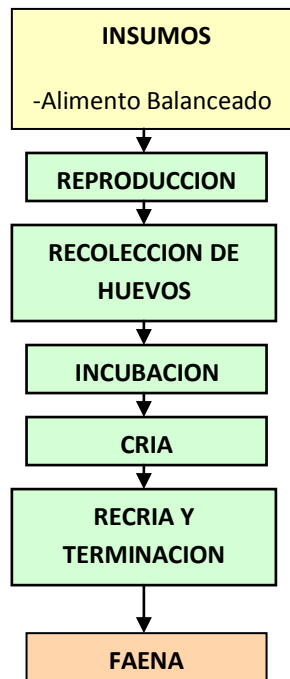 INSUMOS
-Alimento Balanceado
REPRODUCCION
RECOLECCION DE
HUEVOS
INCUBACION
CRIA
RECRIA Y
TERMINACION
FAENA